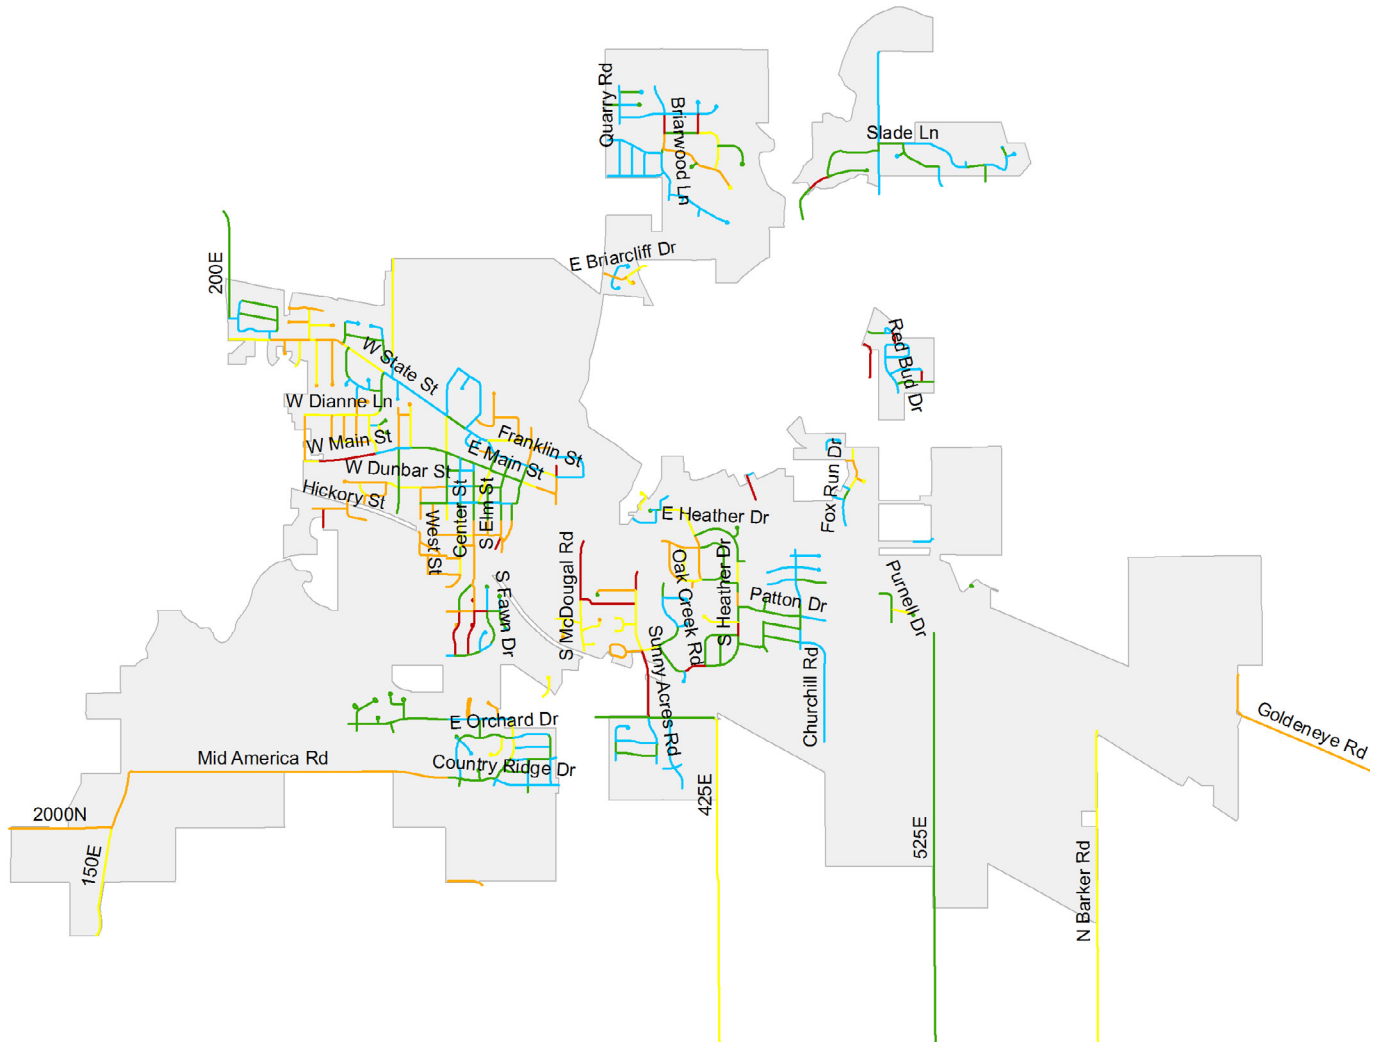 Quarry Rd
Briarwood Ln
Slade Ln
E Briarcliff Dr
200E
Red Bud Dr
W State St
W Dianne Ln
W Main St
Franklin St
E Main St
W Dunbar St
Hickory St
Fox Run Dr
E Heather Dr
West St
Center St
S Elm St
S McDougal Rd
Oak Creek Rd
S Heather Dr
Patton Dr
Purnell Dr
S Fawn Dr
Sunny Acres Rd
Churchill Rd
E Orchard Dr
Goldeneye Rd
Mid America Rd
Country Ridge Dr
425E
2000N
525E
150E
N Barker Rd